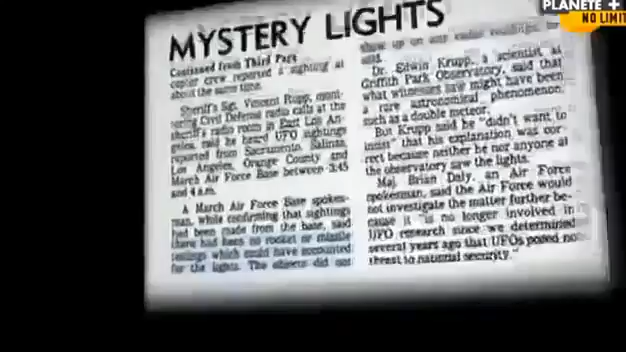 PLANÈTE +
NO LIMIT
MYSTERY LIGHTS
Continued from Third Page
copter crew reported a sighting at
about the same time.
Sheriff's Sgt. Vincent Rupp, moni-
toring Civil Defense radio calls at the
sheriff's radio room in East Los An-
geles, said he heard UFO sightings
reported from Sacramento, Salinas,
Los Angeles, Orange County and
March Air Force Base between 3:45
and 4 a.m.
A March Air Force Base spokes-
man, while confirming that sightings
had been made from the base, said
there had been no rocket or missile
testings which could have accounted
for the lights. The objects did not
show up on any radio readings, he
said.
Dr. Edwin Krupp, a scientist at
Griffith Park Observatory, said that
what witnesses saw might have been
a rare astronomical phenomenon
such as a double meteor.
But Krupp said he "didn't want to
insist" that his explanation was cor-
rect because neither he nor anyone at
the observatory saw the lights.
Maj. Brian Daly, an Air Force
spokesman, said the Air Force would
not investigate the matter further be-
cause it "is no longer involved in
UFO research since we determined
several years ago that UFOs posed no
threat to national security."